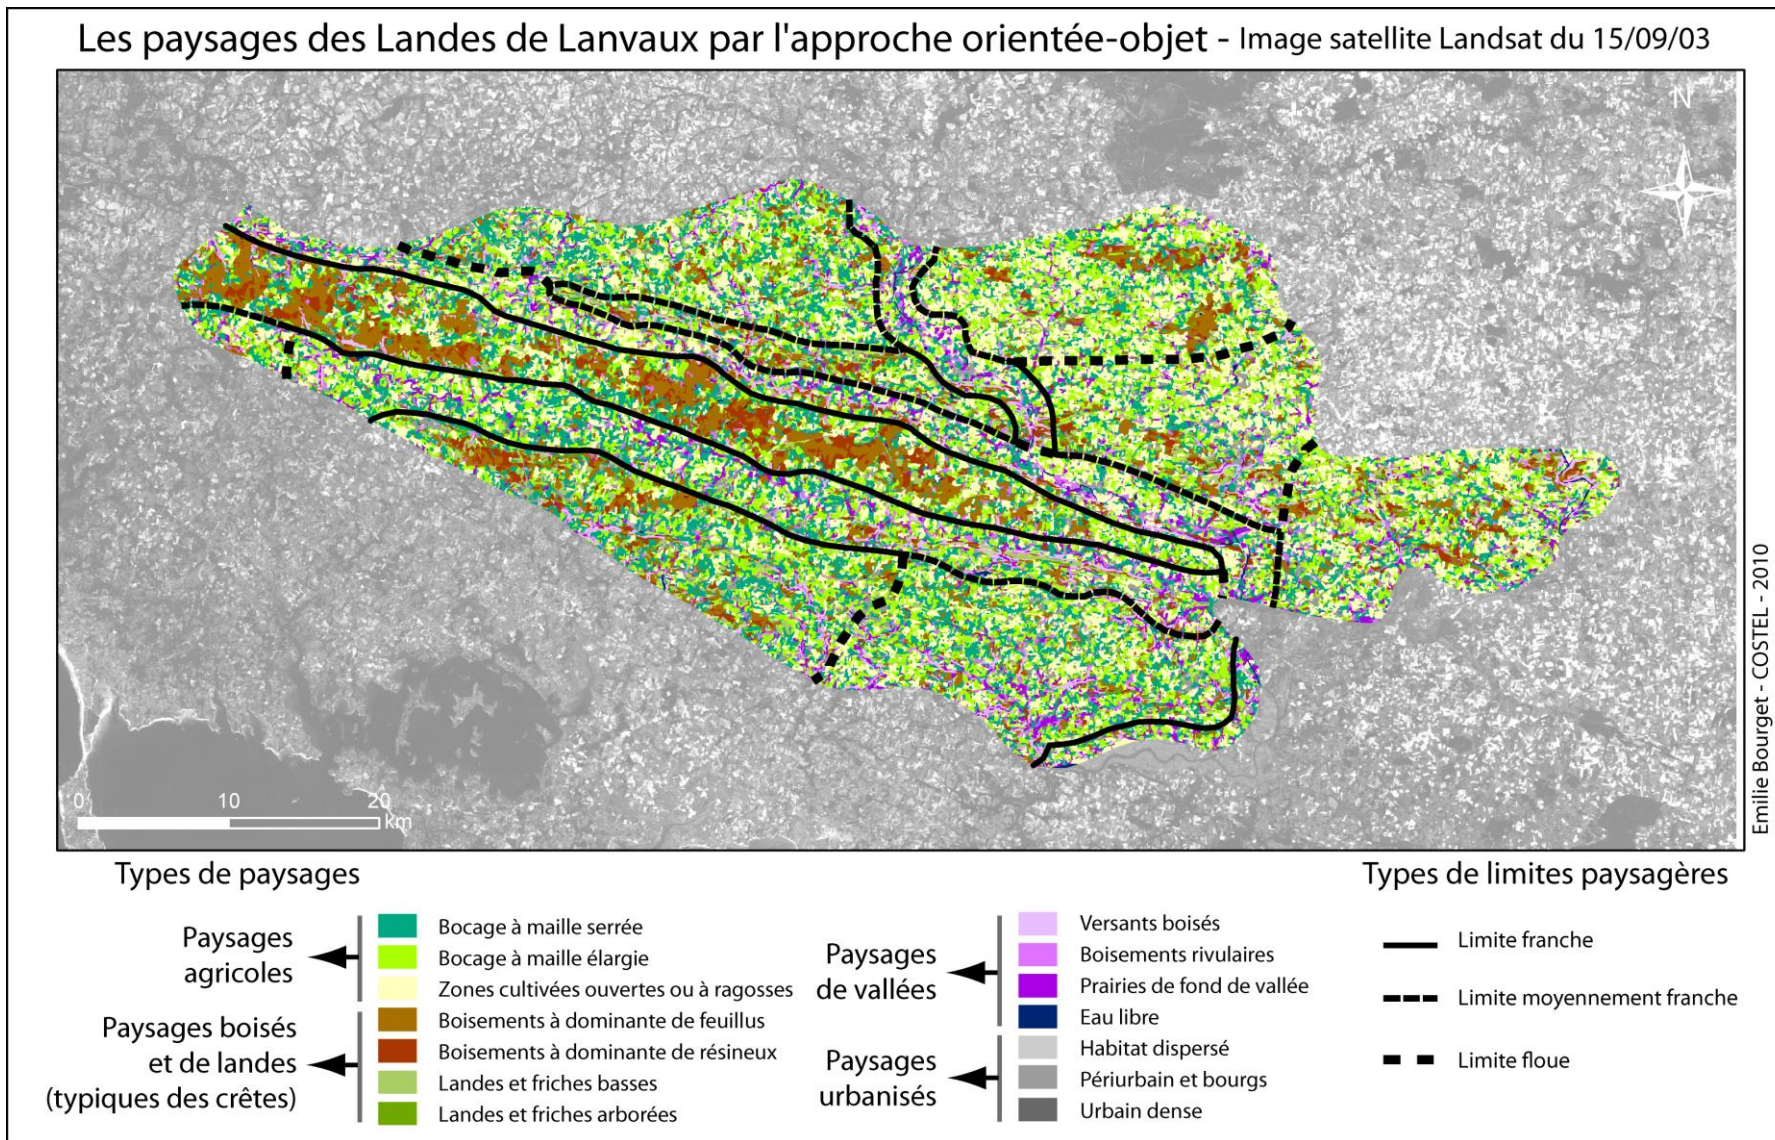 Les paysages des Landes de Lanvaux par l'approche orientée-objet - Image satellite Landsat du 15/09/03
N
0 10 20
km
Emilie Bourget - COSTEL - 2010
Types de paysages
Paysages
agricoles
Bocage à maille serrée
Bocage à maille élargie
Zones cultivées ouvertes ou à ragosses
Paysages boisés
et de landes
(typiques des crêtes)
Boisements à dominante de feuillus
Boisements à dominante de résineux
Landes et friches basses
Landes et friches arborées
Paysages
de vallées
Versants boisés
Boisements rivulaires
Prairies de fond de vallée
Eau libre
Paysages
urbanisés
Habitat dispersé
Périurbain et bourgs
Urbain dense
Types de limites paysagères
Limite franche
Limite moyennement franche
Limite floue